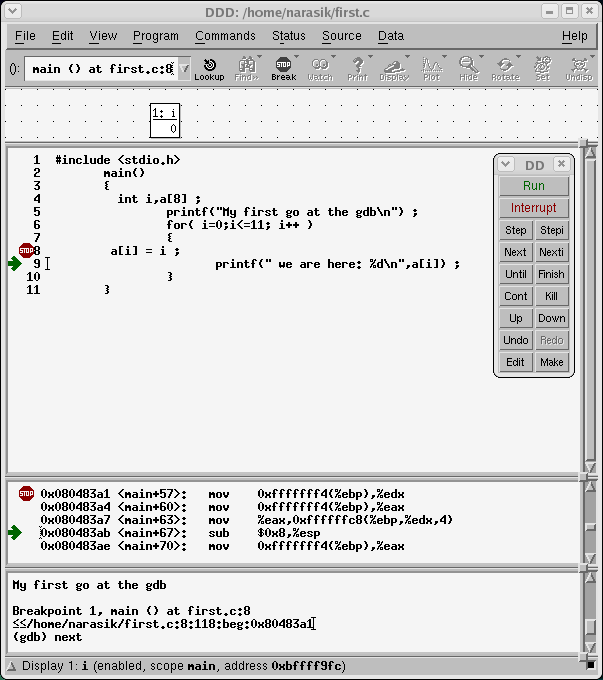 DDD: /home/narasik/first.c
File Edit View Program Commands Status Source Data Help
(): main () at first.c:8
Lookup Find» Break Watch Print Display Plot Hide Rotate Set Undisp
1: i
0
1 #include <stdio.h>
2 main()
3 {
4 int i,a[8] ;
5 printf("My first go at the gdb\n") ;
6 for( i=0;i<=11; i++ )
7 {
STOP 8 a[i] = i ;
9 printf(" we are here: %d\n",a[i]) ;
10 }
11 }
DD
Run
Interrupt
Step Stepi
Next Nexti
Until Finish
Cont Kill
Up Down
Undo Redo
Edit Make
STOP 0x080483a1 <main+57>: mov 0xfffffff4(%ebp),%edx
0x080483a4 <main+60>: mov 0xfffffff4(%ebp),%eax
0x080483a7 <main+63>: mov %eax,0xffffffc8(%ebp,%edx,4)
0x080483ab <main+67>: sub $0x8,%esp
0x080483ae <main+70>: mov 0xfffffff4(%ebp),%eax
My first go at the gdb
Breakpoint 1, main () at first.c:8
≤≤/home/narasik/first.c:8:118:beg:0x80483a1
(gdb) next
Display 1: i (enabled, scope main, address 0xbffff9fc)